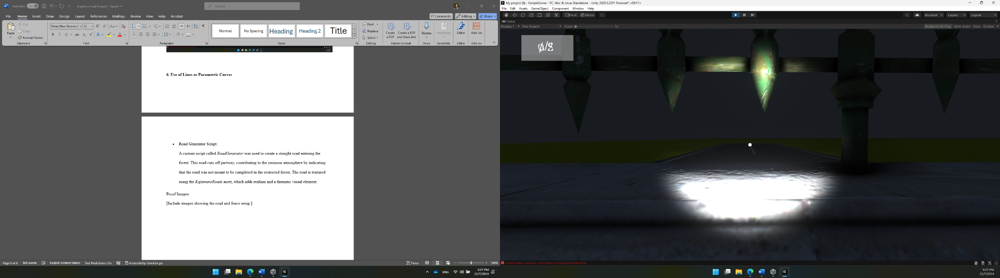 AutoSave On Graphics Final Project • Saved Search
File Home Insert Draw Design Layout References Mailings Review View Help Acrobat Comments Editing Share
Paste Cut Copy Format Painter
Clipboard
Times New Roman ( 12
Font
Paragraph
Normal No Spacing Heading Heading 2 Title
Styles
Find Replace Select
Editing
Create a PDF Create a PDF and Share link
Adobe Acrobat
Dictate
Voice
Sensitivity
Sensitivity
Editor
Editor
Add-ins
Add-ins
6. Use of Lines or Parametric Curves
• Road Generator Script:
A custom script called RoadGenerator was used to create a straight road entering the
forest. This road cuts off partway, contributing to the ominous atmosphere by indicating
that the road was not meant to be completed in the restricted forest. The road is textured
using the KajamansRoads asset, which adds realism and a thematic visual element.
Proof Images:
[Include images showing the road and fence setup.]
Page 6 of 6 829 words English (United States) Text Predictions: On Accessibility: Good to go Focus 100%
ENG 5:27 PM
12/7/2024
My project (6) - SampleScene - PC, Mac & Linux Standalone - Unity 2020.3.22f1 Personal* <DX11>
File Edit Assets GameObject Component Window Help
Pivot Global Account Layers Layout
Game
Display 1 Free Aspect Scale 1x Maximize On Play Mute Audio Stats Gizmos
0/8
Invalid editor window UnityEditor.FallbackEditorWindow
5:27 PM
12/7/2024